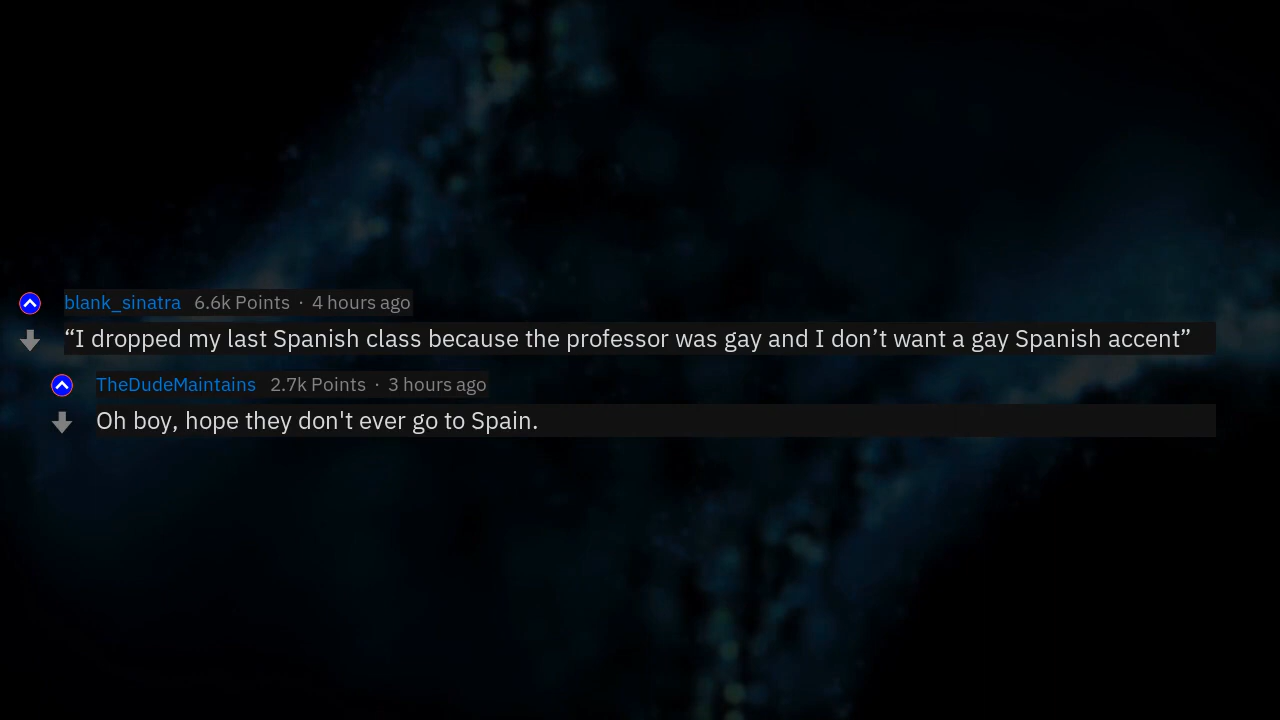 blank_sinatra 6.6k Points · 4 hours ago
“I dropped my last Spanish class because the professor was gay and I don’t want a gay Spanish accent”
TheDudeMaintains 2.7k Points · 3 hours ago
Oh boy, hope they don't ever go to Spain.